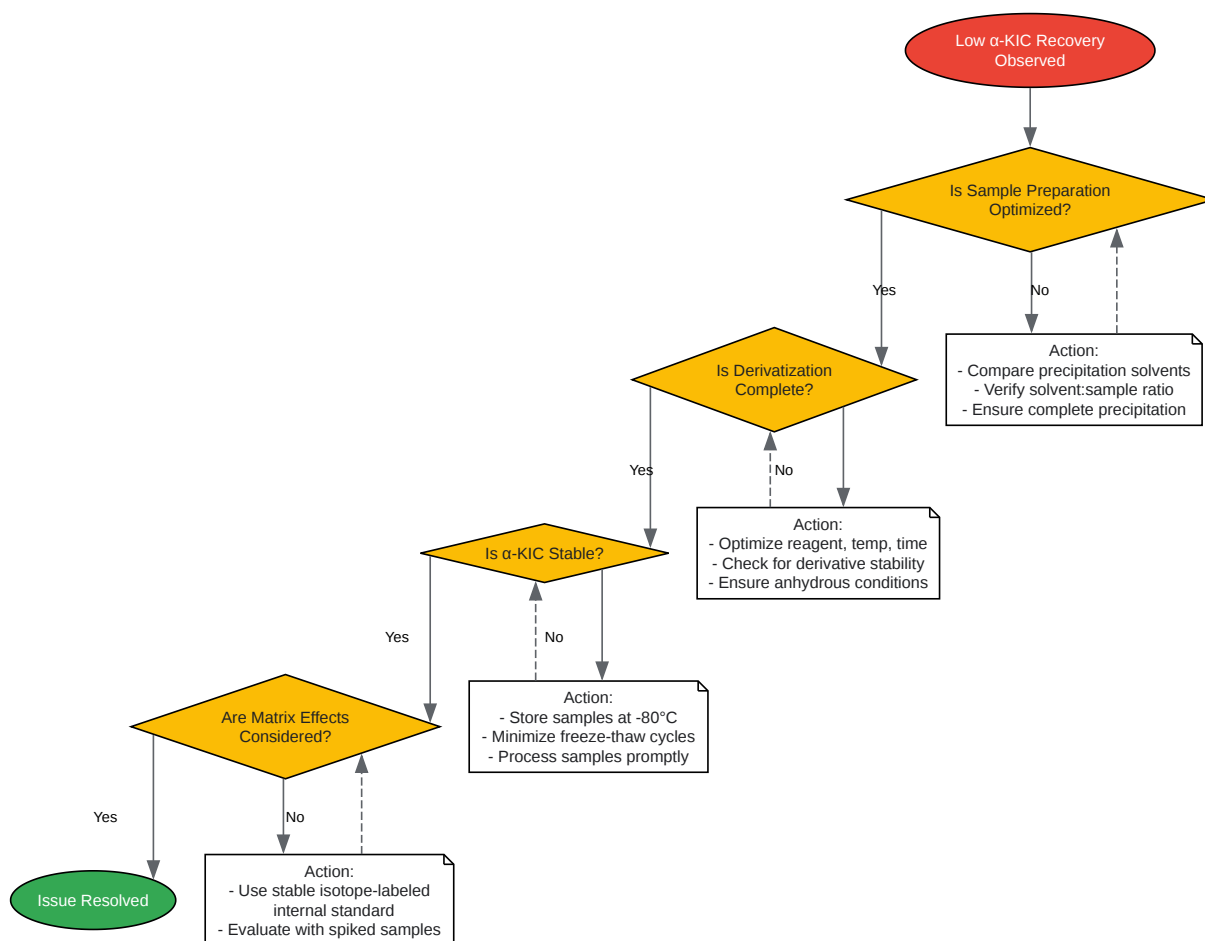 Low α-KIC Recovery
Observed
Is Sample Preparation
Optimized?
Yes
No
Action:
- Compare precipitation solvents
- Verify solvent:sample ratio
- Ensure complete precipitation
Is Derivatization
Complete?
Yes
No
Action:
- Optimize reagent, temp, time
- Check for derivative stability
- Ensure anhydrous conditions
Is α-KIC Stable?
Yes
No
Action:
- Store samples at -80°C
- Minimize freeze-thaw cycles
- Process samples promptly
Are Matrix Effects
Considered?
Yes
No
Action:
- Use stable isotope-labeled
internal standard
- Evaluate with spiked samples
Issue Resolved